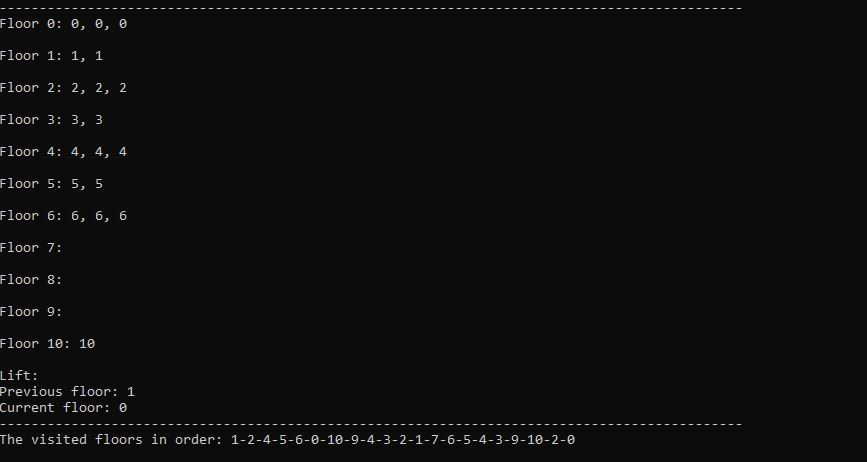 ---------------------------------------------------------------------------------------------
Floor 0: 0, 0, 0
Floor 1: 1, 1
Floor 2: 2, 2, 2
Floor 3: 3, 3
Floor 4: 4, 4, 4
Floor 5: 5, 5
Floor 6: 6, 6, 6
Floor 7:
Floor 8:
Floor 9:
Floor 10: 10
Lift:
Previous floor: 1
Current floor: 0
---------------------------------------------------------------------------------------------
The visited floors in order: 1-2-4-5-6-0-10-9-4-3-2-1-7-6-5-4-3-9-10-2-0